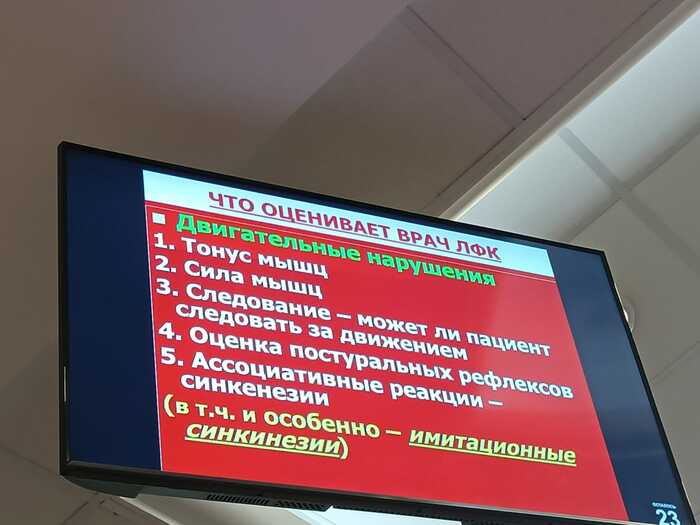 ЧТО ОЦЕНИВАЕТ ВРАЧ ЛФК
▪ Двигательные нарушения
1. Тонус мышц
2. Сила мышц
3. Следование – может ли пациент
следовать за движением
4. Оценка постуральных рефлексов
5. Ассоциативные реакции –
синкенезии
(в т.ч. и особенно – имитационные
синкинезии)
осталось
23